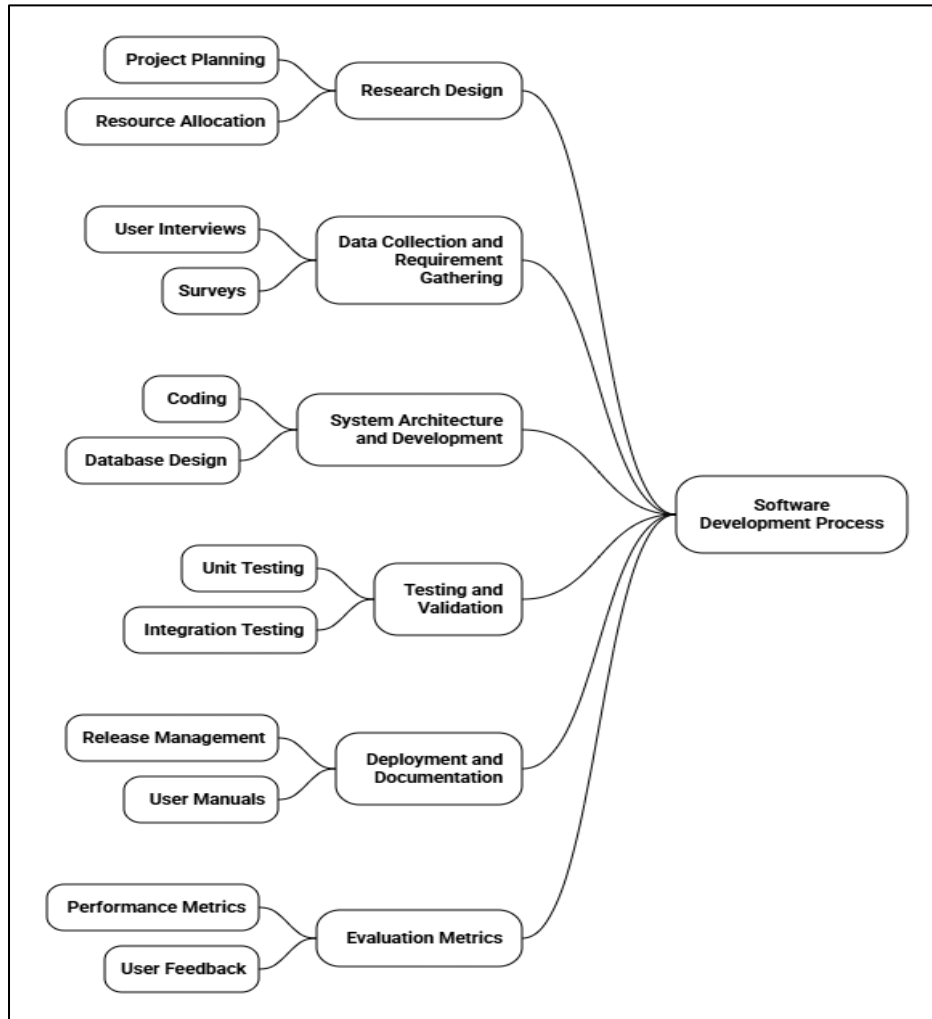 Project Planning
Resource Allocation
Research Design
User Interviews
Surveys
Data Collection and
Requirement
Gathering
Coding
Database Design
System Architecture
and Development
Software
Development Process
Unit Testing
Integration Testing
Testing and
Validation
Release Management
User Manuals
Deployment and
Documentation
Performance Metrics
User Feedback
Evaluation Metrics